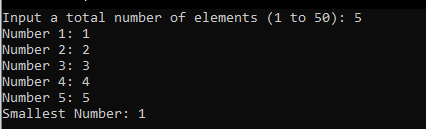 Input a total number of elements (1 to 50): 5
Number 1: 1
Number 2: 2
Number 3: 3
Number 4: 4
Number 5: 5
Smallest Number: 1